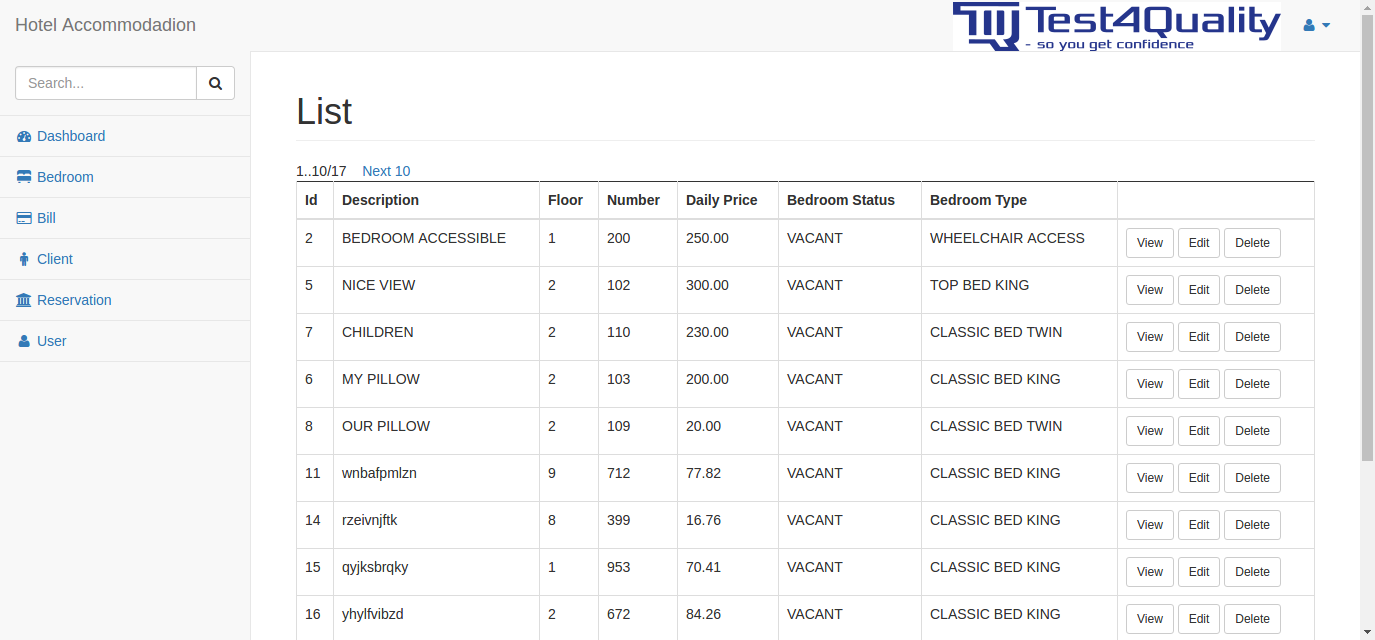 Hotel Accommodadion
Test4Quality
- so you get confidence
Search...
Dashboard
Bedroom
Bill
Client
Reservation
User
List
1..10/17 Next 10
Id Description Floor Number Daily Price Bedroom Status Bedroom Type
2 BEDROOM ACCESSIBLE 1 200 250.00 VACANT WHEELCHAIR ACCESS View Edit Delete
5 NICE VIEW 2 102 300.00 VACANT TOP BED KING View Edit Delete
7 CHILDREN 2 110 230.00 VACANT CLASSIC BED TWIN View Edit Delete
6 MY PILLOW 2 103 200.00 VACANT CLASSIC BED KING View Edit Delete
8 OUR PILLOW 2 109 20.00 VACANT CLASSIC BED TWIN View Edit Delete
11 wnbafpmlzn 9 712 77.82 VACANT CLASSIC BED KING View Edit Delete
14 rzeivnjftk 8 399 16.76 VACANT CLASSIC BED KING View Edit Delete
15 qyjksbrqky 1 953 70.41 VACANT CLASSIC BED KING View Edit Delete
16 yhylfvibzd 2 672 84.26 VACANT CLASSIC BED KING View Edit Delete